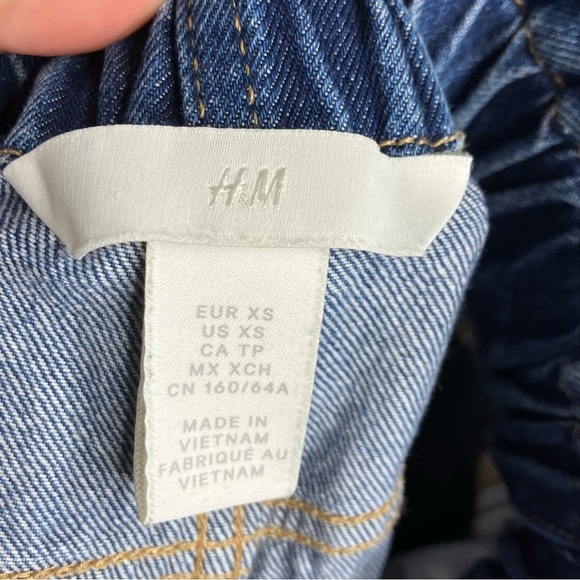 H&M
EUR XS
US XS
CA TP
MX XCH
CN 160/64A
MADE IN
VIETNAM
FABRIQUÉ AU
VIETNAM